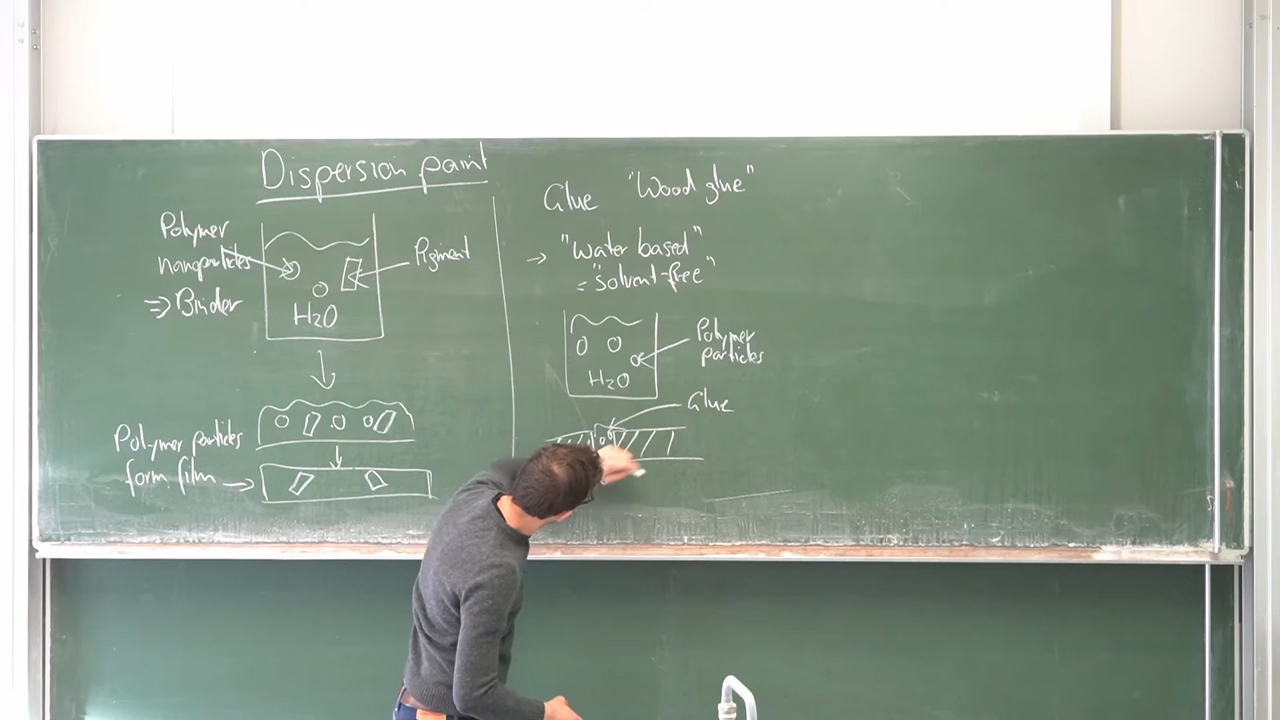 Dispersion paint
Polymer
nanoparticles
=> Binder
Pigment
H2O
Polymer particles
form film
Glue "Wood glue"
→ "Water based"
= "Solvent-free"
Polymer
particles
H2O
Glue